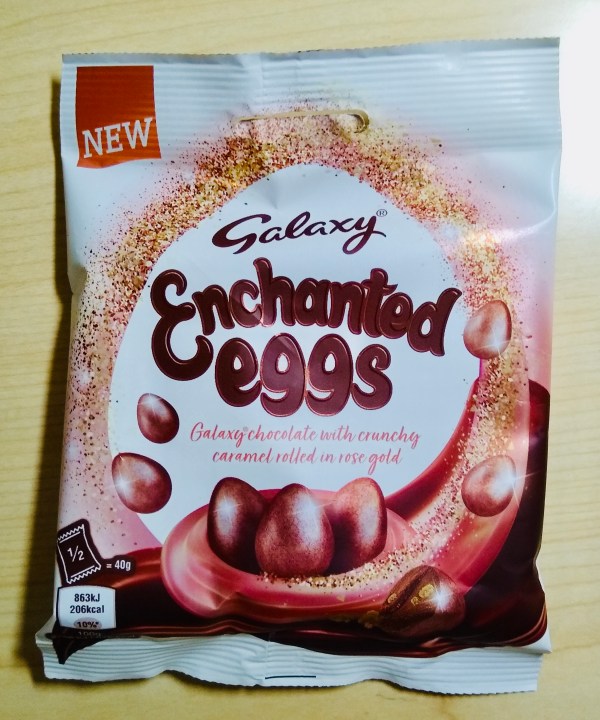 NEW
Galaxy®
Enchanted
eggs
Galaxy® chocolate with crunchy
caramel rolled in rose gold
1/2
= 40g
863kJ
206kcal
10%*